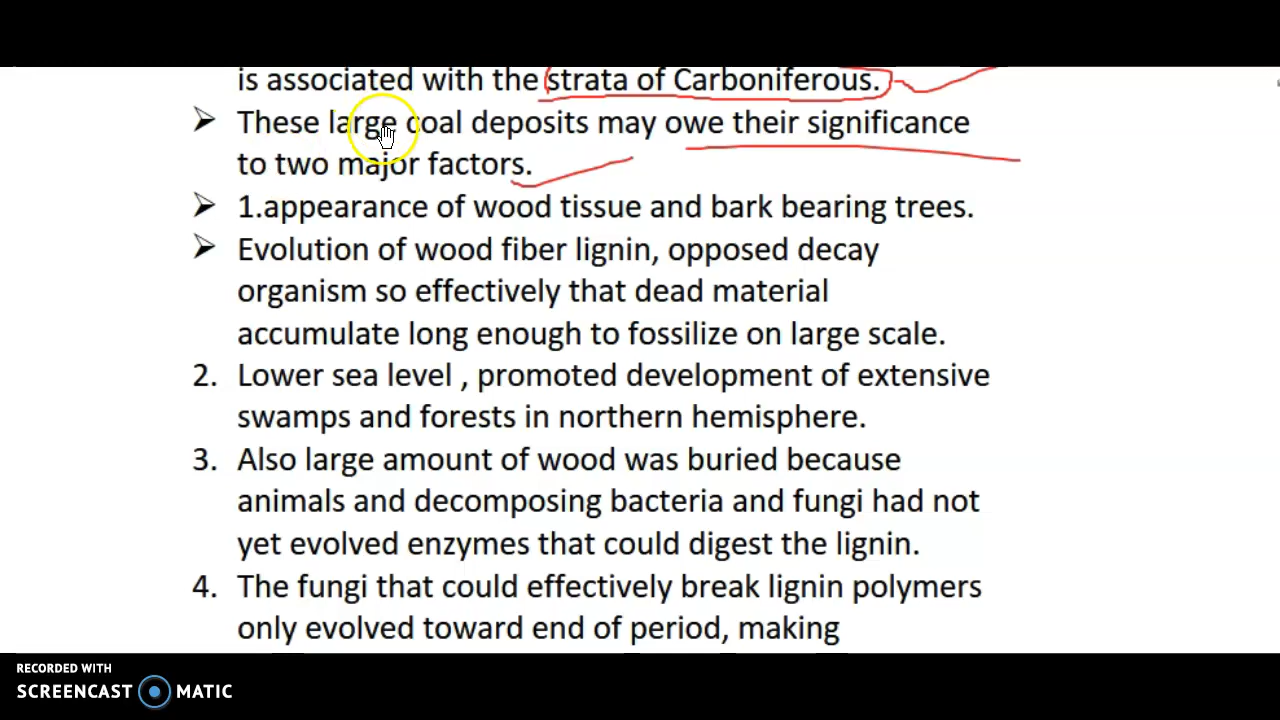 is associated with the strata of Carboniferous.
➢ These large coal deposits may owe their significance
to two major factors.
➢ 1.appearance of wood tissue and bark bearing trees.
➢ Evolution of wood fiber lignin, opposed decay
organism so effectively that dead material
accumulate long enough to fossilize on large scale.
2. Lower sea level , promoted development of extensive
swamps and forests in northern hemisphere.
3. Also large amount of wood was buried because
animals and decomposing bacteria and fungi had not
yet evolved enzymes that could digest the lignin.
4. The fungi that could effectively break lignin polymers
only evolved toward end of period, making
RECORDED WITH
SCREENCAST MATIC